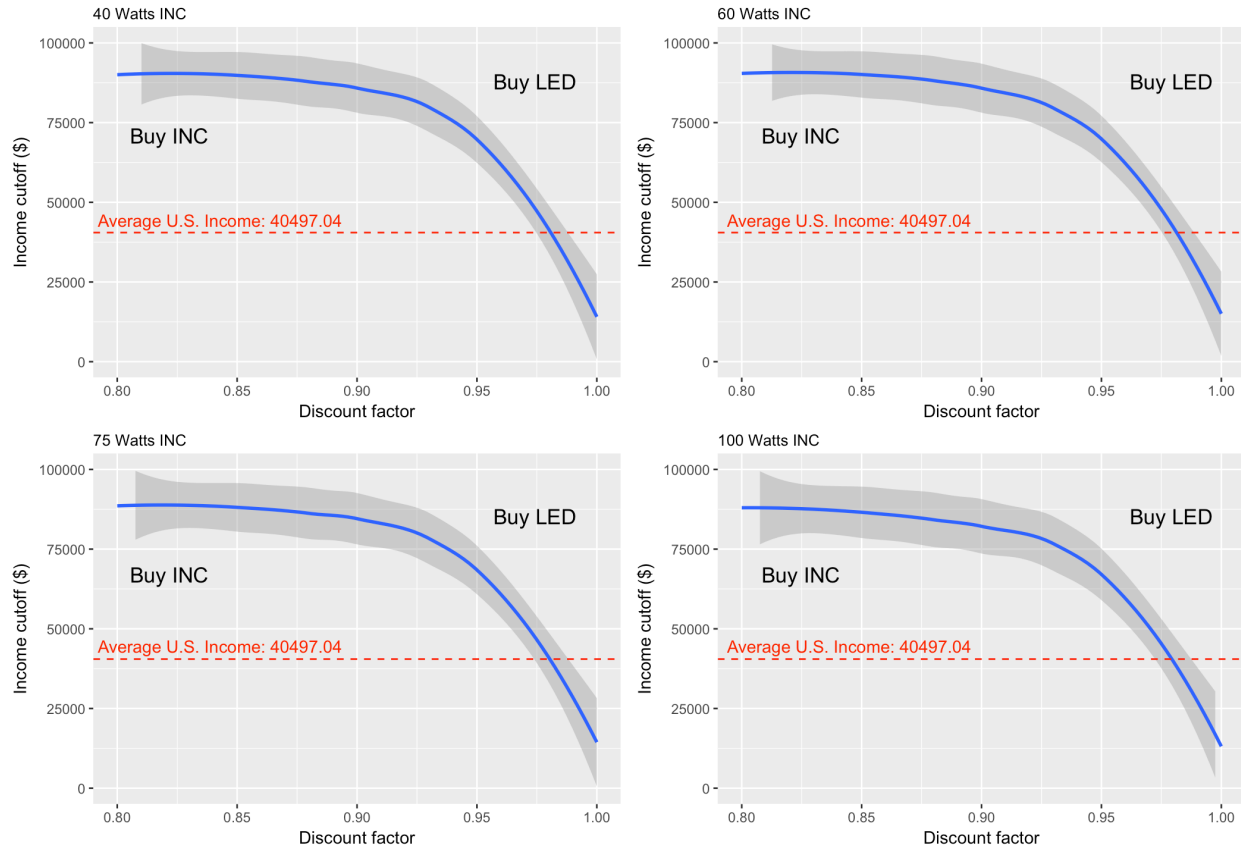 40 Watts INC
Income cutoff ($)
100000
75000
50000
25000
0
Buy LED
Buy INC
Average U.S. Income: 40497.04
0.80 0.85 0.90 0.95 1.00
Discount factor
60 Watts INC
Income cutoff ($)
100000
75000
50000
25000
0
Buy LED
Buy INC
Average U.S. Income: 40497.04
0.80 0.85 0.90 0.95 1.00
Discount factor
75 Watts INC
Income cutoff ($)
100000
75000
50000
25000
0
Buy LED
Buy INC
Average U.S. Income: 40497.04
0.80 0.85 0.90 0.95 1.00
Discount factor
100 Watts INC
Income cutoff ($)
100000
75000
50000
25000
0
Buy LED
Buy INC
Average U.S. Income: 40497.04
0.80 0.85 0.90 0.95 1.00
Discount factor